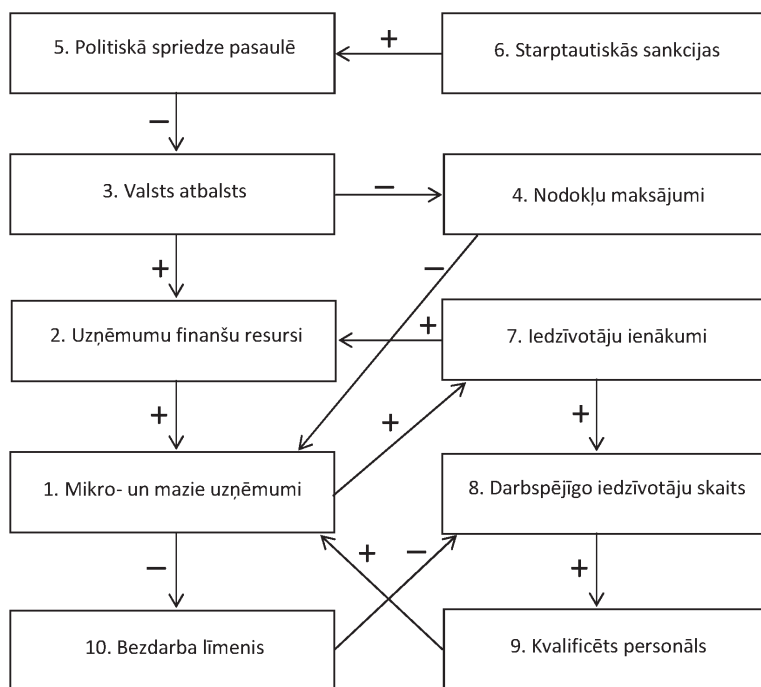 5. Politiskā spriedze pasaulē
+
6. Starptautiskās sankcijas
–
3. Valsts atbalsts
–
4. Nodokļu maksājumi
+
–
2. Uzņēmumu finanšu resursi
+
7. Iedzīvotāju ienākumi
+
+
+
1. Mikro- un mazie uzņēmumi
8. Darbspējīgo iedzīvotāju skaits
–
+
–
+
10. Bezdarba līmenis
9. Kvalificēts personāls